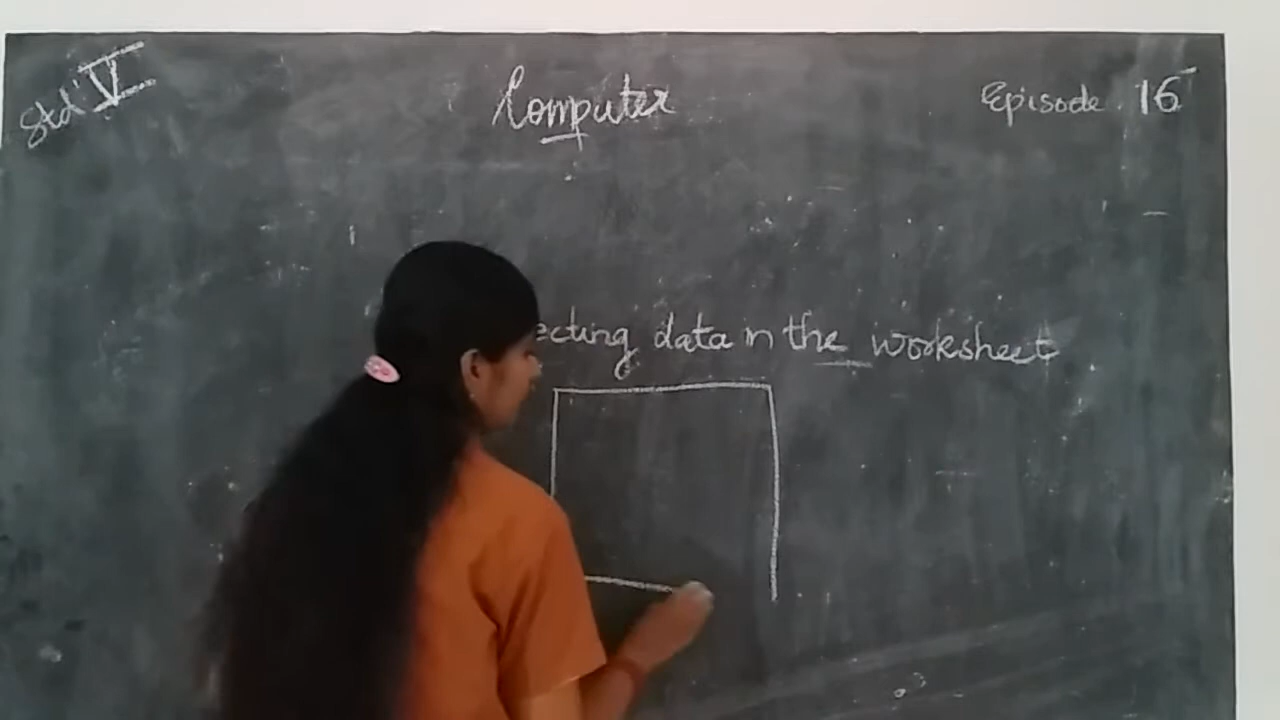 Std V
Computer
Episode 16
ecting data in the worksheet